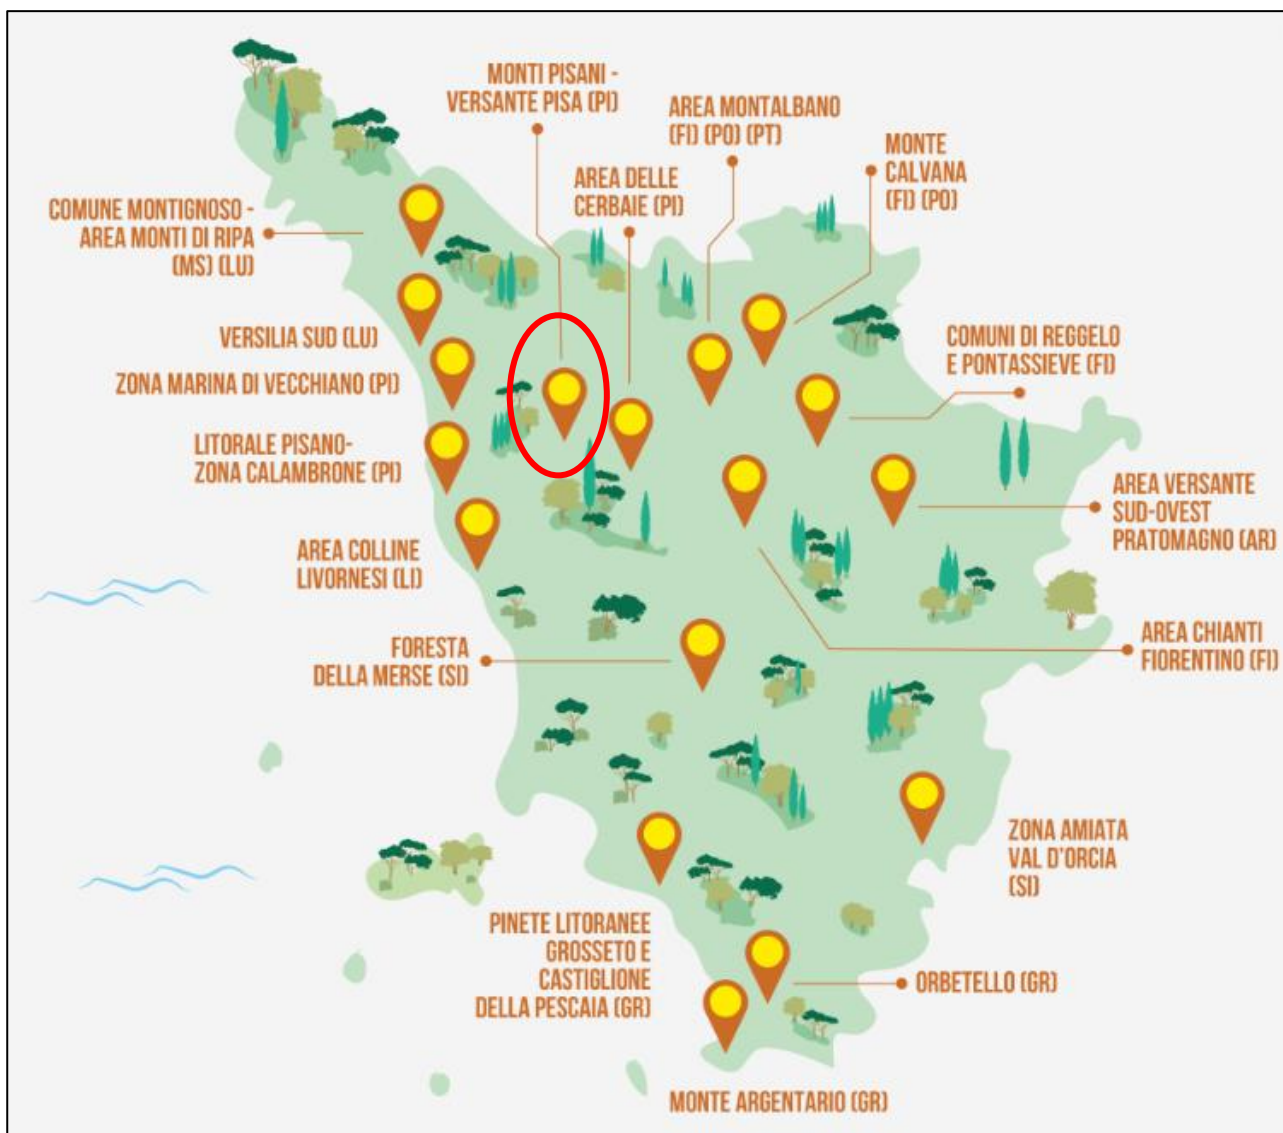 MONTI PISANI -
VERSANTE PISA (PI)
AREA MONTALBANO
(FI) (PO) (PT)
MONTE
CALVANA
(FI) (PO)
AREA DELLE
CERBAIE (PI)
COMUNE MONTIGNOSO -
AREA MONTI DI RIPA
(MS) (LU)
VERSILIA SUD (LU)
ZONA MARINA DI VECCHIANO (PI)
COMUNI DI REGGELO
E PONTASSIEVE (FI)
LITORALE PISANO-
ZONA CALAMBRONE (PI)
AREA VERSANTE
SUD-OVEST
PRATOMAGNO (AR)
AREA COLLINE
LIVORNESI (LI)
AREA CHIANTI
FIORENTINO (FI)
FORESTA
DELLA MERSE (SI)
ZONA AMIATA
VAL D'ORCIA
(SI)
PINETE LITORANEE
GROSSETO E
CASTIGLIONE
DELLA PESCAIA (GR)
ORBETELLO (GR)
MONTE ARGENTARIO (GR)